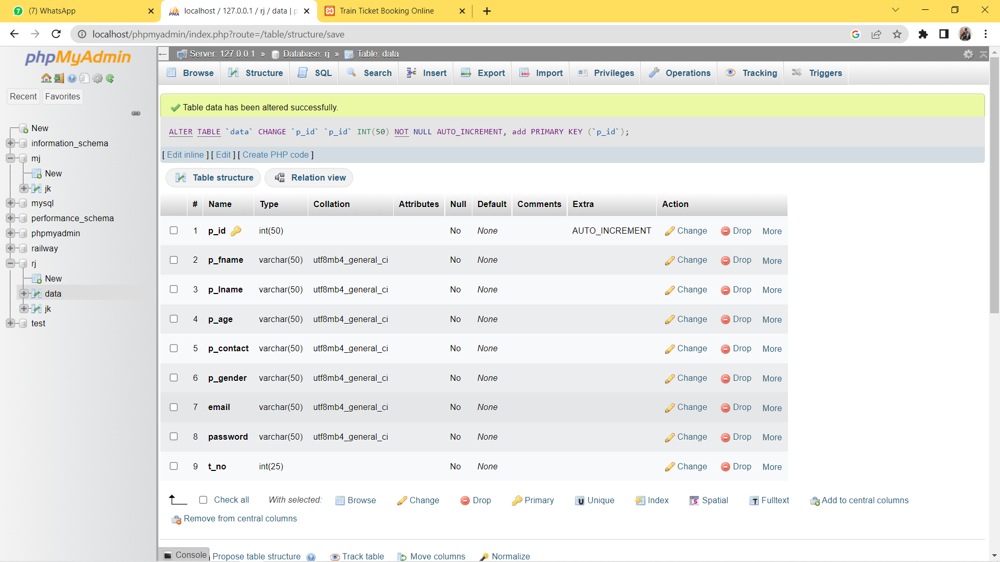 (7) WhatsApp
localhost / 127.0.0.1 / rj / data | p
Train Ticket Booking Online
localhost/phpmyadmin/index.php?route=/table/structure/save
phpMyAdmin
Recent Favorites
New
information_schema
mj
New
jk
mysql
performance_schema
phpmyadmin
railway
rj
New
data
jk
test
Server: 127.0.0.1 » Database: rj » Table: data
Browse Structure SQL Search Insert Export Import Privileges Operations Tracking Triggers
Table data has been altered successfully.
ALTER TABLE `data` CHANGE `p_id` `p_id` INT(50) NOT NULL AUTO_INCREMENT, add PRIMARY KEY (`p_id`);
[ Edit inline ] [ Edit ] [ Create PHP code ]
Table structure Relation view
# Name Type Collation Attributes Null Default Comments Extra Action
1 p_id int(50) No None AUTO_INCREMENT Change Drop More
2 p_fname varchar(50) utf8mb4_general_ci No None Change Drop More
3 p_lname varchar(50) utf8mb4_general_ci No None Change Drop More
4 p_age varchar(50) utf8mb4_general_ci No None Change Drop More
5 p_contact varchar(50) utf8mb4_general_ci No None Change Drop More
6 p_gender varchar(50) utf8mb4_general_ci No None Change Drop More
7 email varchar(50) utf8mb4_general_ci No None Change Drop More
8 password varchar(50) utf8mb4_general_ci No None Change Drop More
9 t_no int(25) No None Change Drop More
Check all With selected: Browse Change Drop Primary Unique Index Spatial Fulltext Add to central columns
Remove from central columns
Console Propose table structure Track table Move columns Normalize